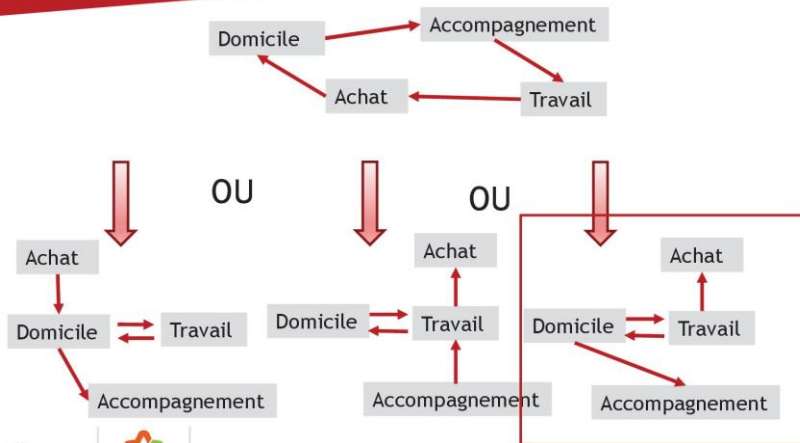 Domicile
Accompagnement
Achat
Travail
OU
OU
Achat
Domicile
Travail
Accompagnement
Achat
Domicile
Travail
Accompagnement
Achat
Domicile
Travail
Accompagnement